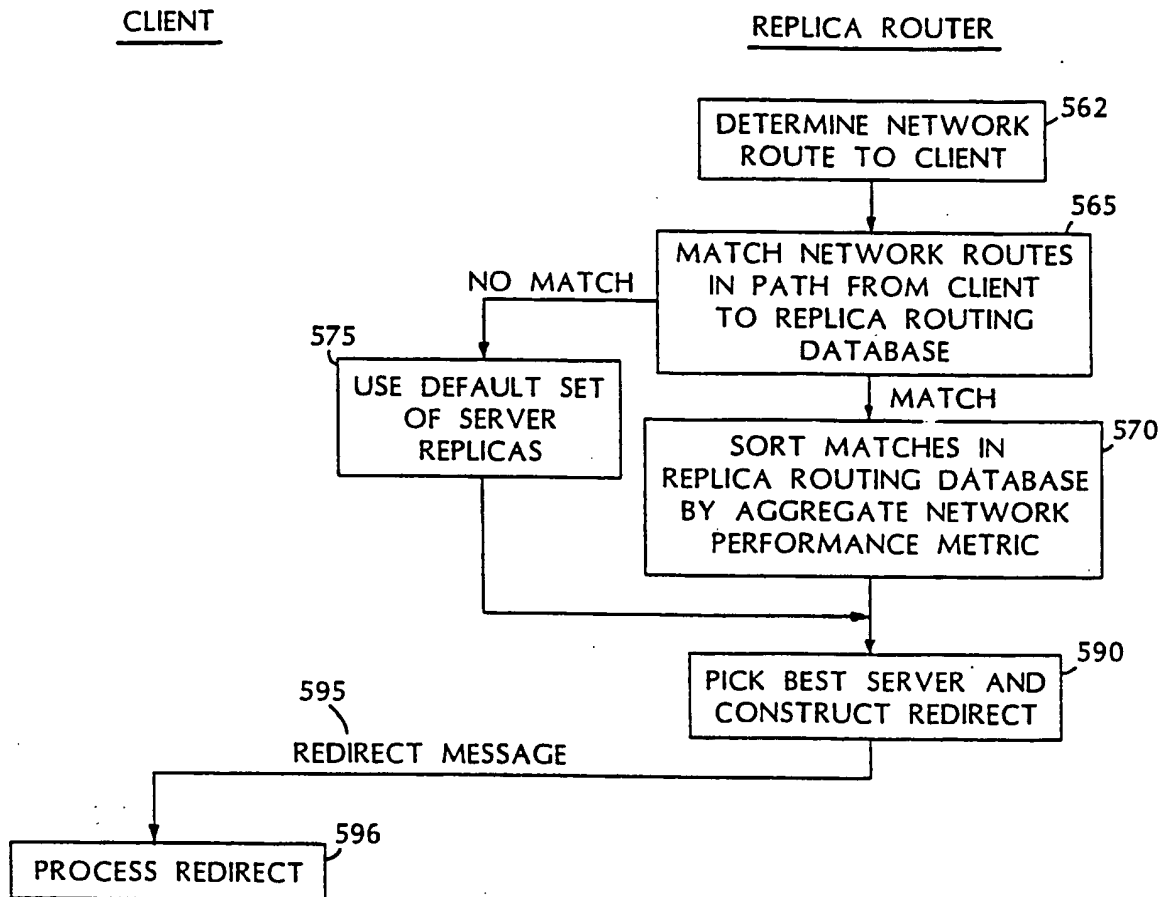 CLIENT
REPLICA ROUTER
562
DETERMINE NETWORK
ROUTE TO CLIENT
565
MATCH NETWORK ROUTES
IN PATH FROM CLIENT
TO REPLICA ROUTING
DATABASE
NO MATCH
575
USE DEFAULT SET
OF SERVER
REPLICAS
MATCH
570
SORT MATCHES IN
REPLICA ROUTING DATABASE
BY AGGREGATE NETWORK
PERFORMANCE METRIC
590
PICK BEST SERVER AND
CONSTRUCT REDIRECT
595
REDIRECT MESSAGE
596
PROCESS REDIRECT